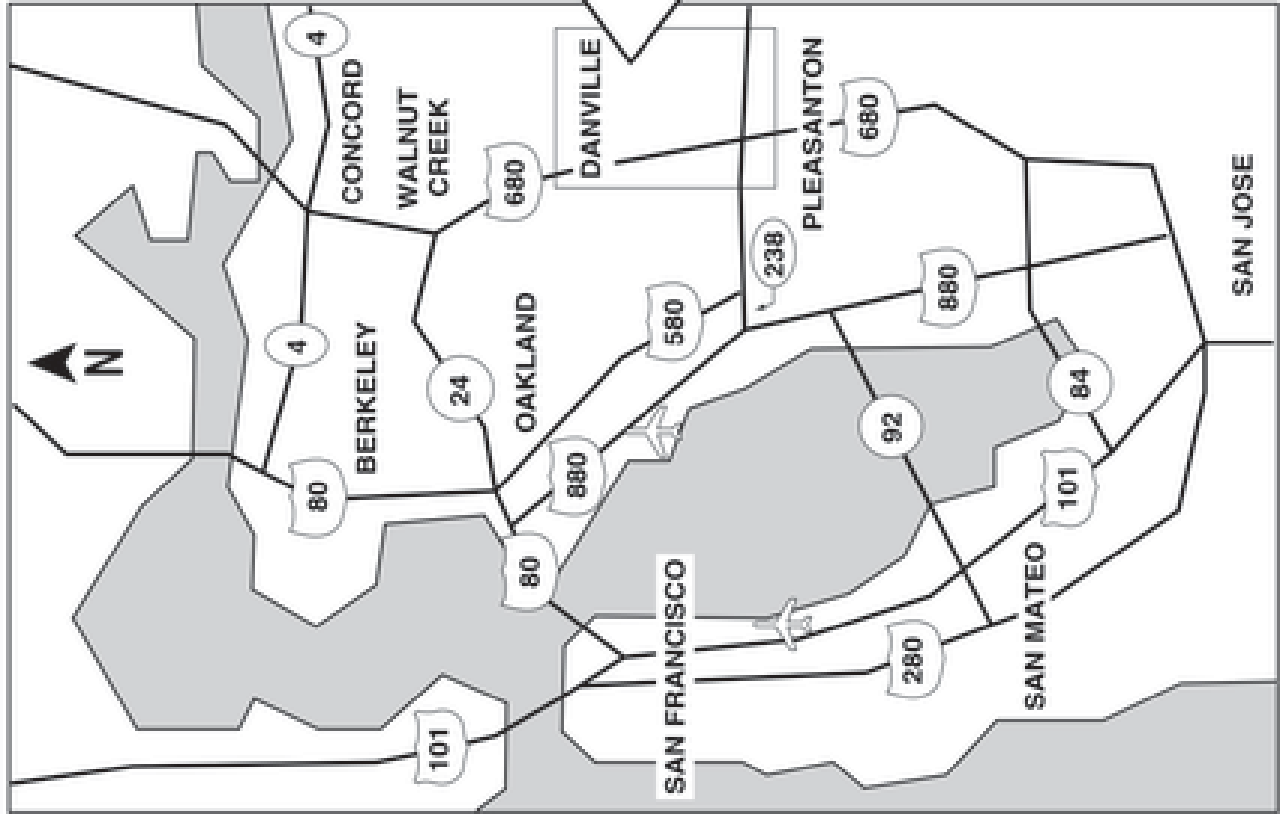 N
4
4
80
CONCORD
BERKELEY
WALNUT
CREEK
101
24
680
OAKLAND
80
880
DANVILLE
580
SAN FRANCISCO
238
PLEASANTON
680
92
280
880
SAN MATEO
101
84
SAN JOSE